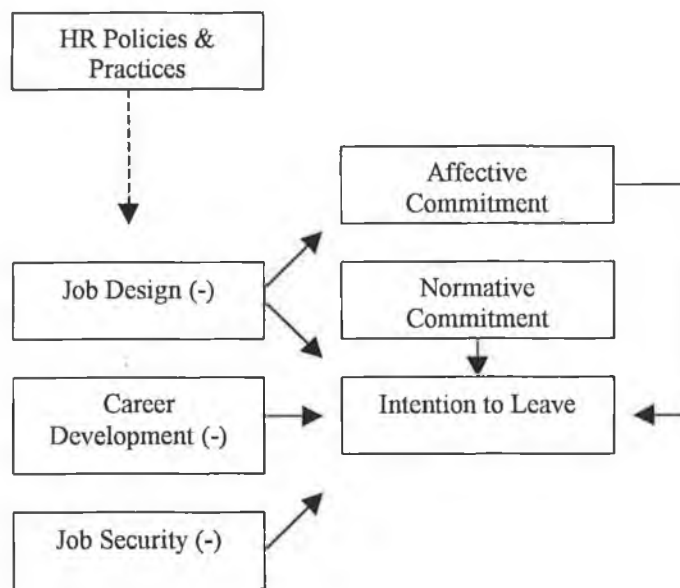 HR Policies &
Practices
Affective
Commitment
Job Design (-)
Normative
Commitment
Career
Development (-)
Intention to Leave
Job Security (-)